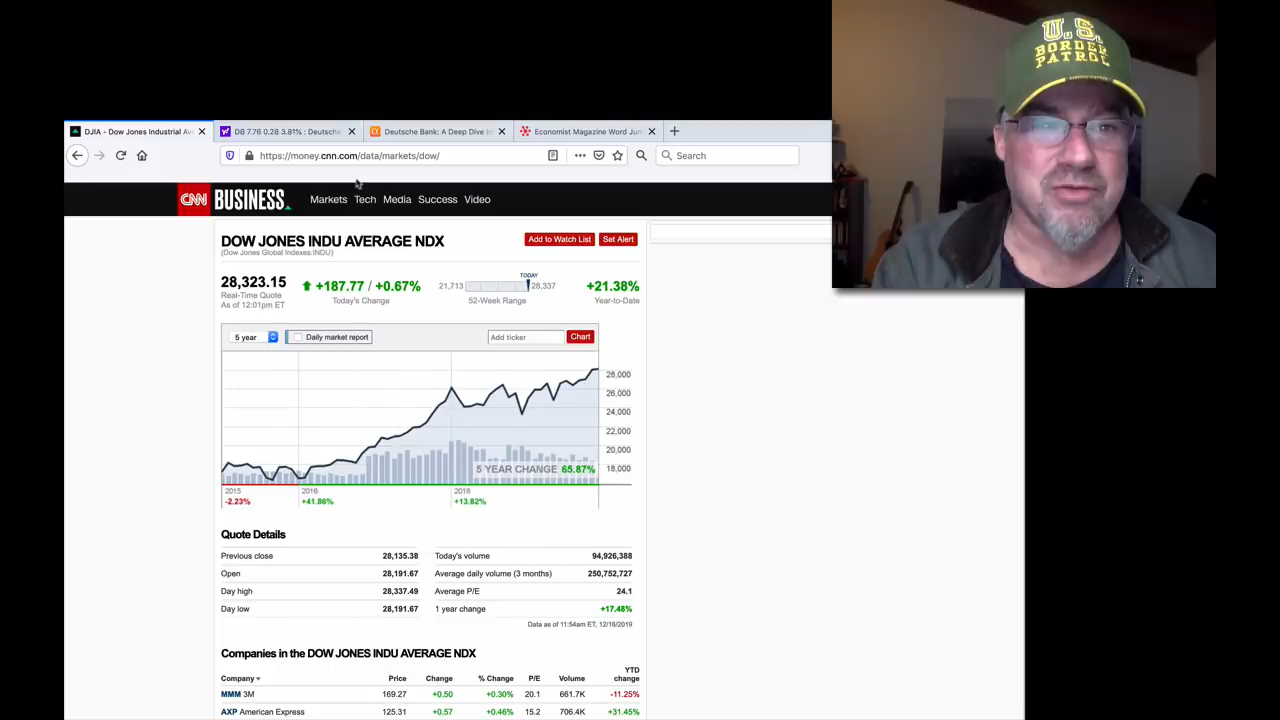 U.S.
BORDER
PATROL
DJIA - Dow Jones Industrial Av
DB 7.76 0.28 3.81% : Deutsche
Deutsche Bank: A Deep Dive In
Economist Magazine Word Jum
https://money.cnn.com/data/markets/dow/
Search
CNN BUSINESS
Markets Tech Media Success Video
DOW JONES INDU AVERAGE NDX
(Dow Jones Global Indexes:INDU)
Add to Watch List
Set Alert
28,323.15
Real-Time Quote
As of 12:01pm ET
+187.77 / +0.67%
Today's Change
TODAY
21,713 28,337
52-Week Range
+21.38%
Year-to-Date
5 year
Daily market report
Add ticker
Chart
28,000
26,000
24,000
22,000
20,000
18,000
5 YEAR CHANGE 65.87%
2015 2016 2018
-2.23% +41.86% +13.82%
Quote Details
Previous close 28,135.38 Today's volume 94,926,388
Open 28,191.67 Average daily volume (3 months) 250,752,727
Day high 28,337.49 Average P/E 24.1
Day low 28,191.67 1 year change +17.48%
Data as of 11:54am ET, 12/16/2019
Companies in the DOW JONES INDU AVERAGE NDX
Company Price Change % Change P/E Volume YTD change
MMM 3M 169.27 +0.50 +0.30% 20.1 661.7K -11.25%
AXP American Express 125.31 +0.57 +0.46% 15.2 706.4K +31.45%